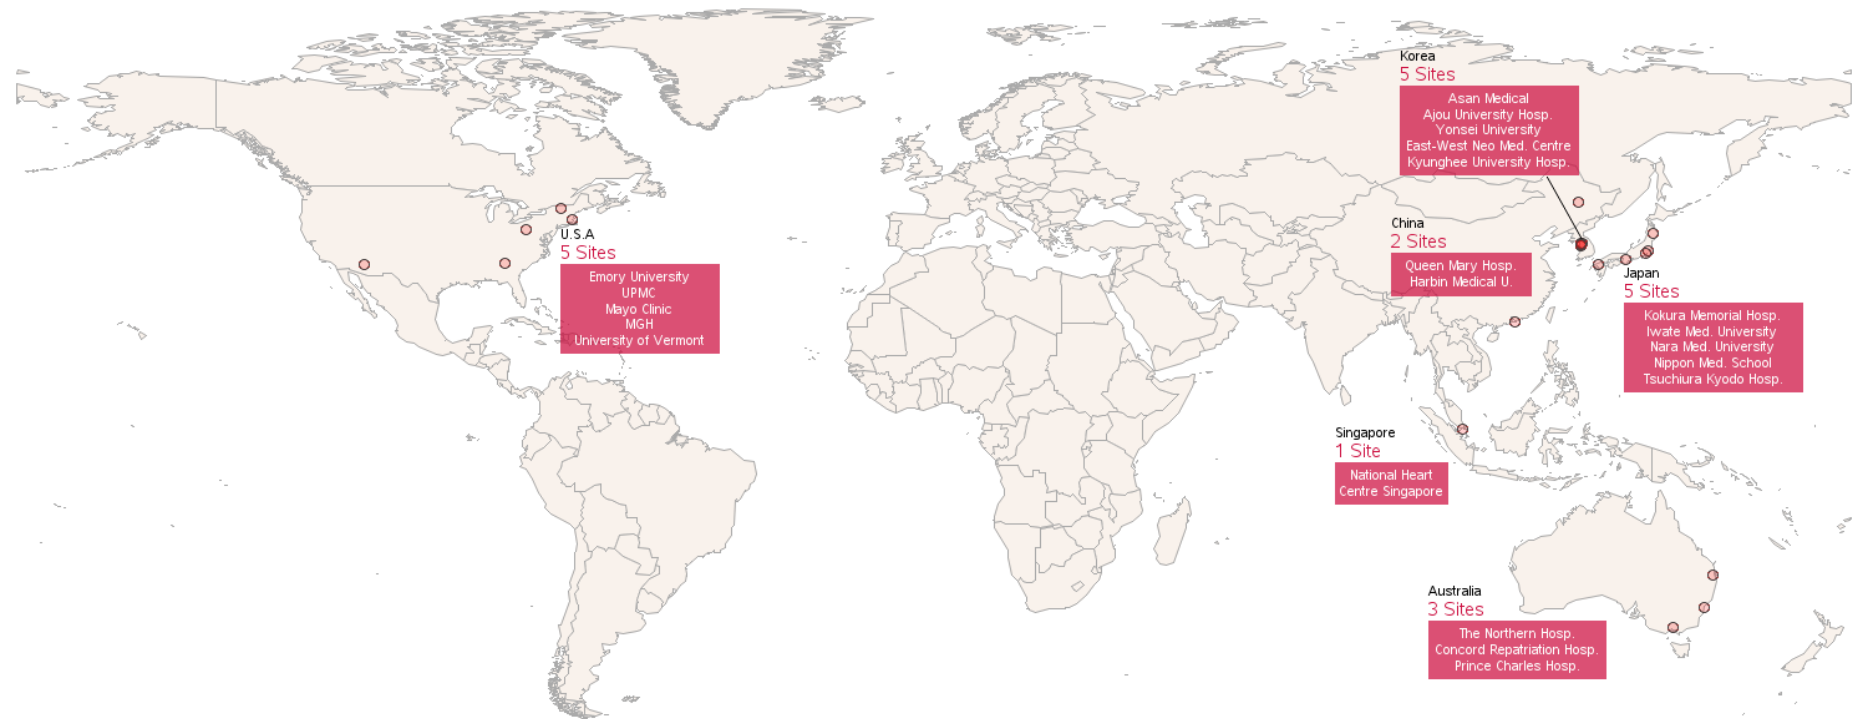 Korea
5 Sites
Asan Medical
Ajou University Hosp.
Yonsei University
East-West Neo Med. Centre
Kyunghee University Hosp.
China
2 Sites
Queen Mary Hosp.
Harbin Medical U.
U.S.A
5 Sites
Emory University
UPMC
Mayo Clinic
MGH
University of Vermont
Japan
5 Sites
Kokura Memorial Hosp.
Iwate Med. University
Nara Med. University
Nippon Med. School
Tsuchiura Kyodo Hosp.
Singapore
1 Site
National Heart
Centre Singapore
Australia
3 Sites
The Northern Hosp.
Concord Repatriation Hosp.
Prince Charles Hosp.